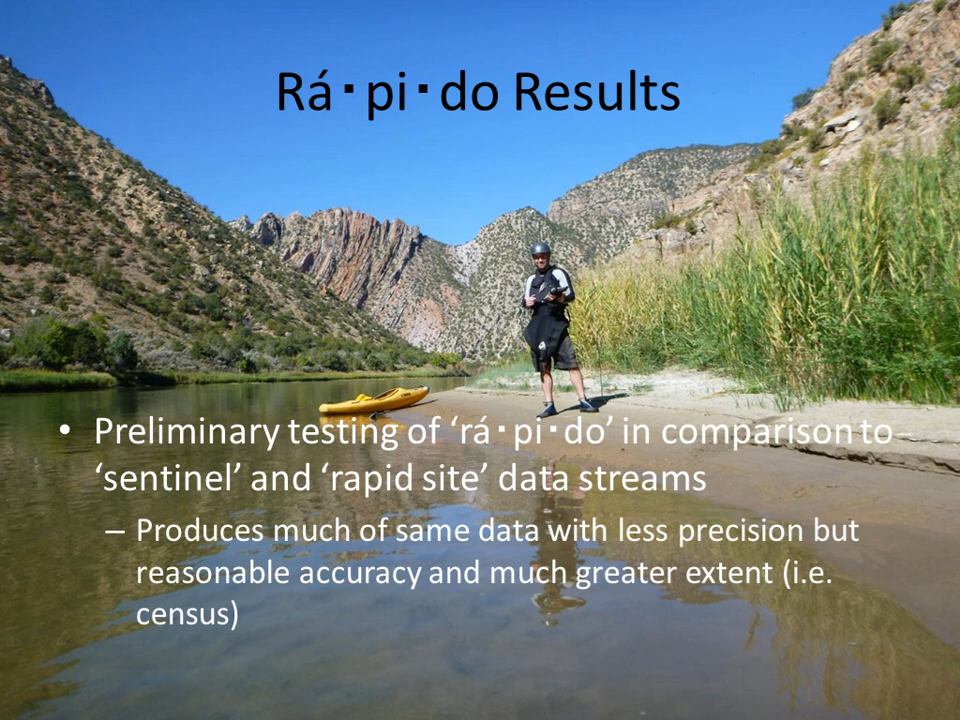 Rá▪pi▪do Results
• Preliminary testing of ‘rá▪pi▪do’ in comparison to
‘sentinel’ and ‘rapid site’ data streams
– Produces much of same data with less precision but
reasonable accuracy and much greater extent (i.e.
census)